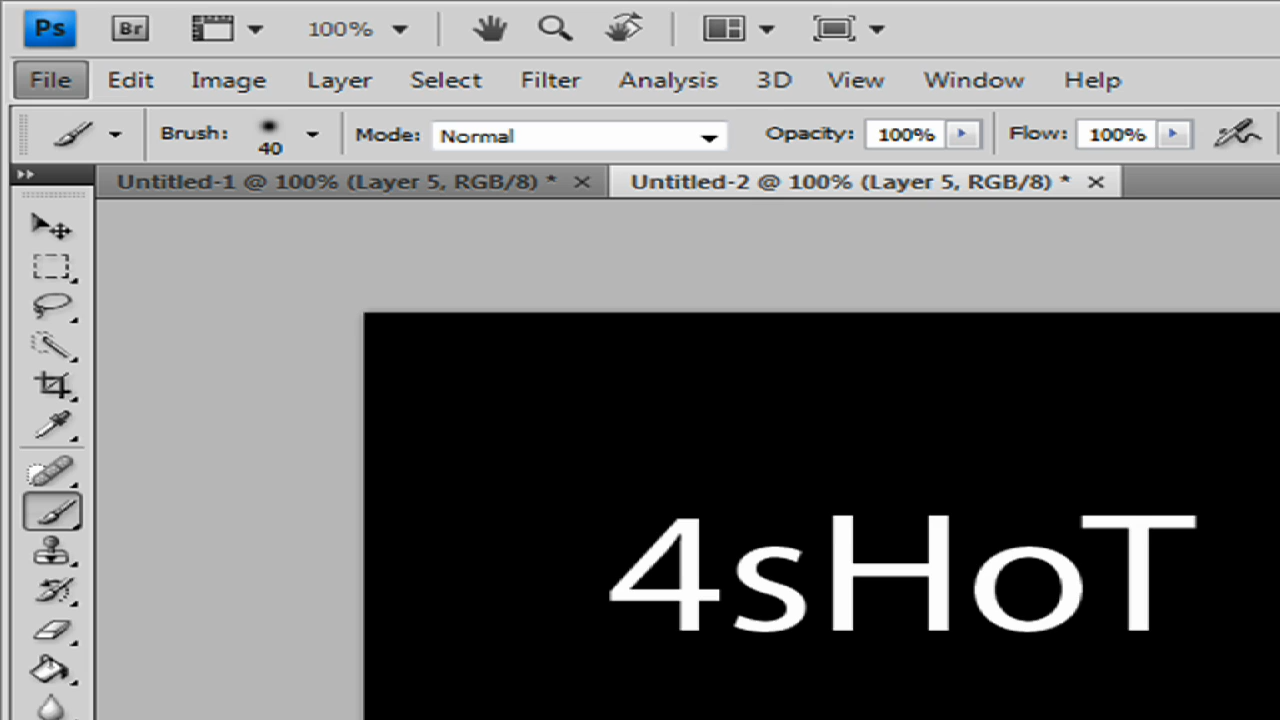 Ps Br 100%
File Edit Image Layer Select Filter Analysis 3D View Window Help
Brush: 40 Mode: Normal Opacity: 100% Flow: 100%
Untitled-1 @ 100% (Layer 5, RGB/8) * Untitled-2 @ 100% (Layer 5, RGB/8) *
4sHoT